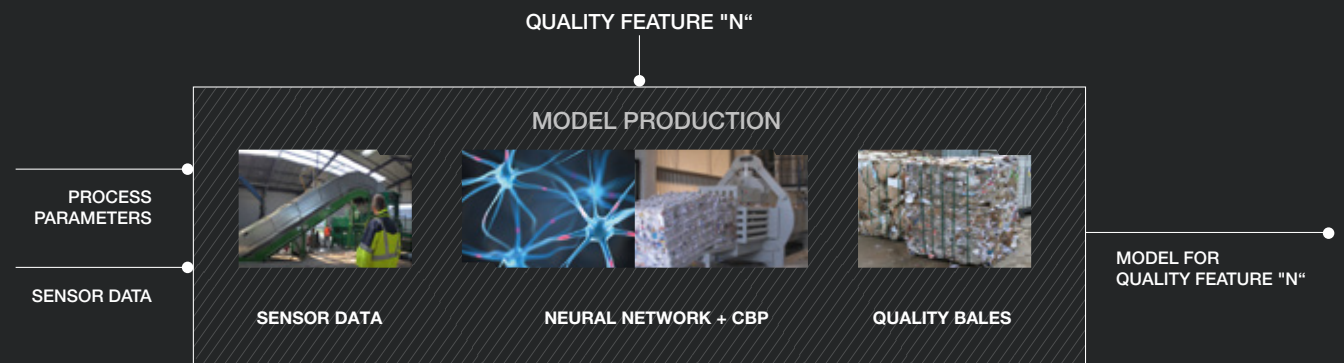 QUALITY FEATURE "N“
MODEL PRODUCTION
PROCESS
PARAMETERS
SENSOR DATA
SENSOR DATA
NEURAL NETWORK + CBP
QUALITY BALES
MODEL FOR
QUALITY FEATURE "N“